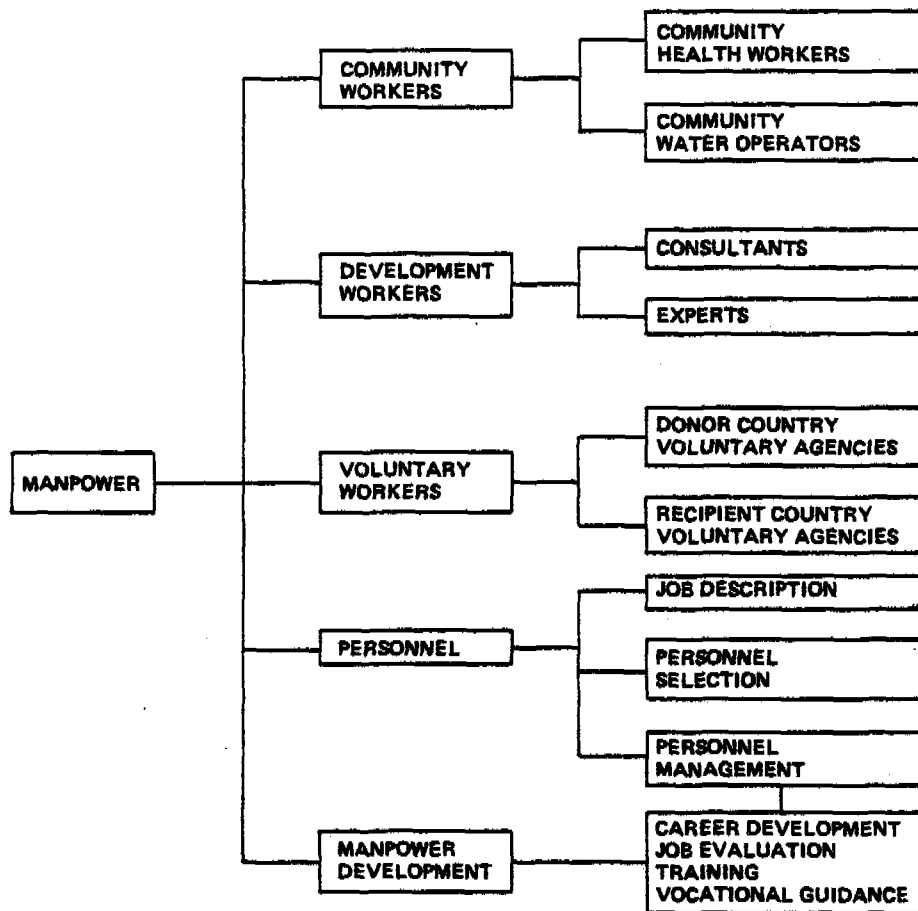 COMMUNITY
HEALTH WORKERS
COMMUNITY
WORKERS
COMMUNITY
WATER OPERATORS
CONSULTANTS
DEVELOPMENT
WORKERS
EXPERTS
DONOR COUNTRY
VOLUNTARY AGENCIES
MANPOWER
VOLUNTARY
WORKERS
RECIPIENT COUNTRY
VOLUNTARY AGENCIES
JOB DESCRIPTION
PERSONNEL
PERSONNEL
SELECTION
PERSONNEL
MANAGEMENT
MANPOWER
DEVELOPMENT
CAREER DEVELOPMENT
JOB EVALUATION
TRAINING
VOCATIONAL GUIDANCE